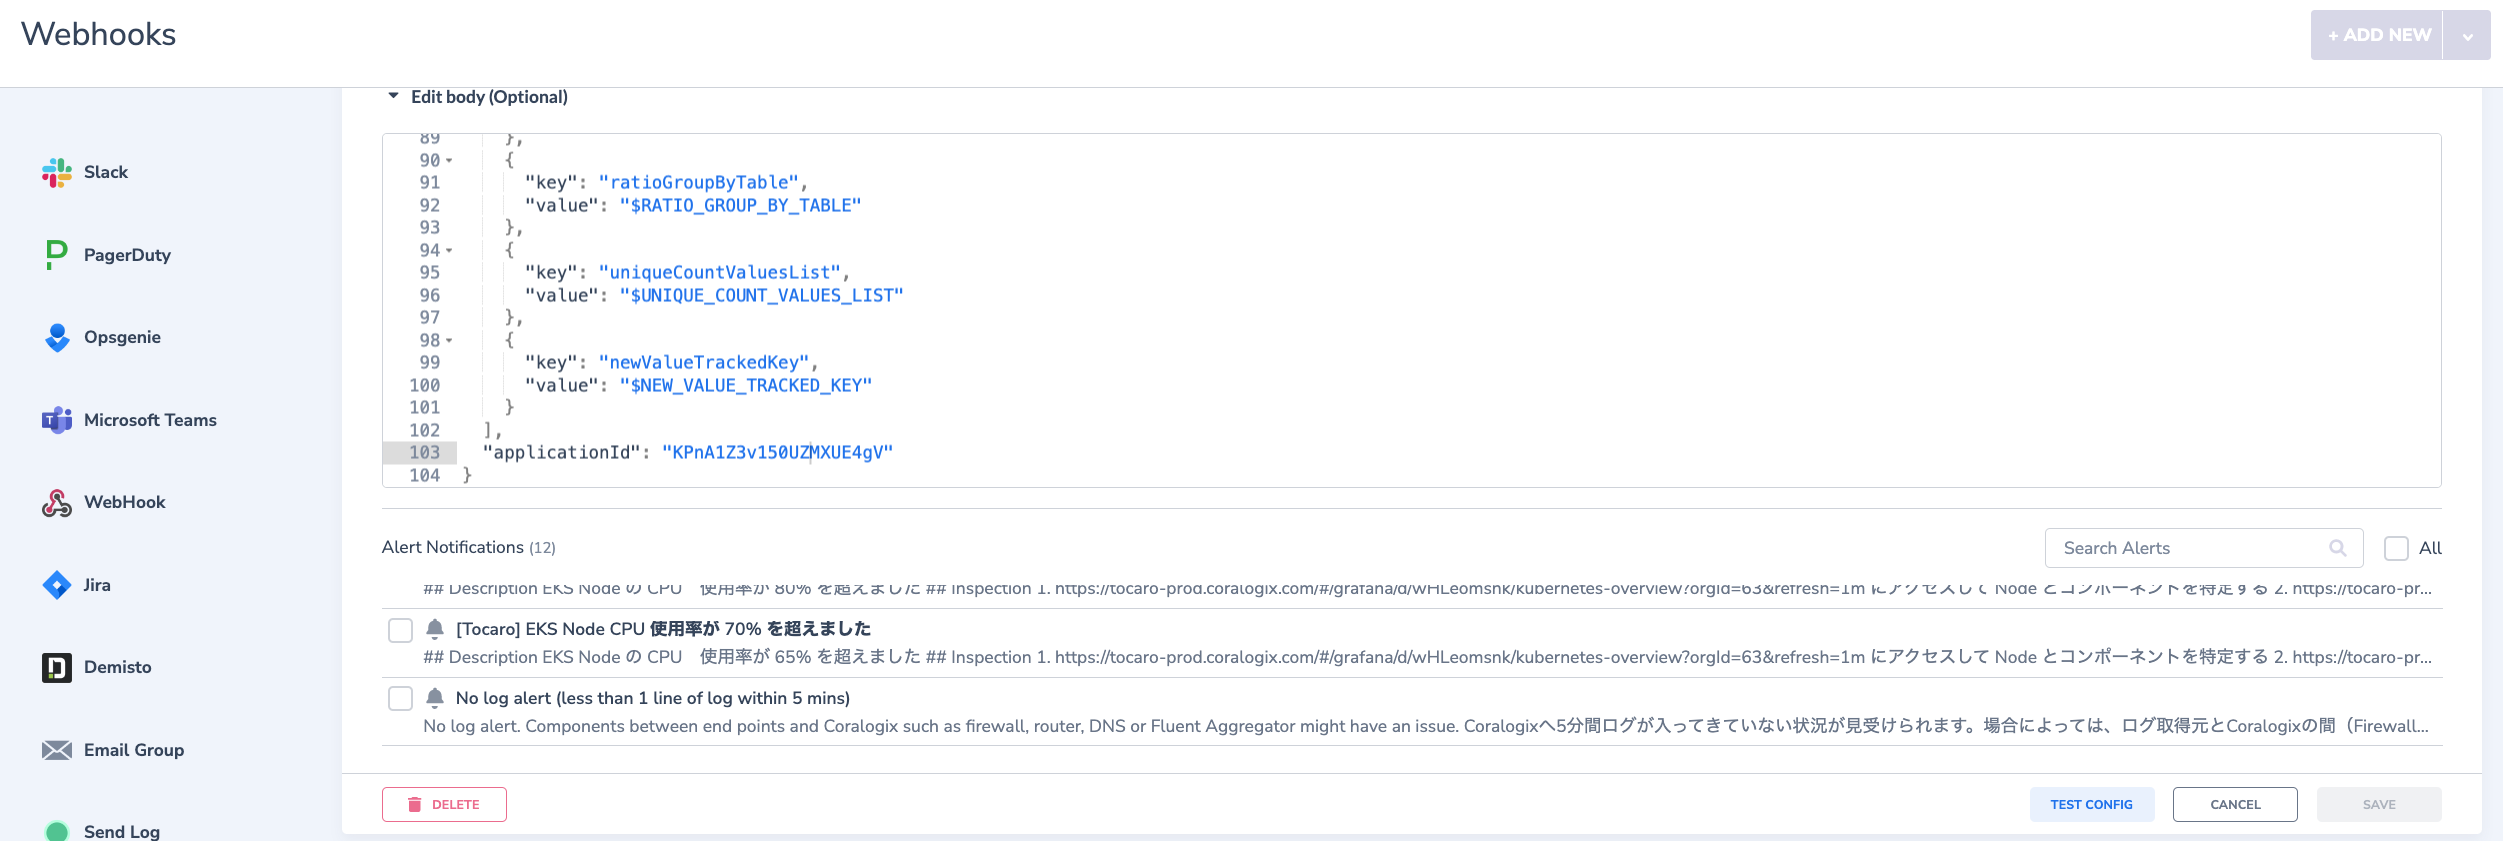 Webhooks
+ ADD NEW
Edit body (Optional)
Slack
PagerDuty
Opsgenie
Microsoft Teams
WebHook
Jira
Demisto
Email Group
Send Log
89 },
90 {
91 "key": "ratioGroupByTable",
92 "value": "$RATIO_GROUP_BY_TABLE"
93 },
94 {
95 "key": "uniqueCountValuesList",
96 "value": "$UNIQUE_COUNT_VALUES_LIST"
97 },
98 {
99 "key": "newValueTrackedKey",
100 "value": "$NEW_VALUE_TRACKED_KEY"
101 }
102 ],
103 "applicationId": "KPnA1Z3v150UZMXUE4gV"
104 }
Alert Notifications (12)
Search Alerts
All
## Description EKS Node の CPU　使用率が 80% を超えました ## Inspection 1. https://tocaro-prod.coralogix.com/#/grafana/d/wHLeomsnk/kubernetes-overview?orgId=63&refresh=1m にアクセスして Node とコンポーネントを特定する 2. https://tocaro-pr...
[Tocaro] EKS Node CPU 使用率が 70% を超えました
## Description EKS Node の CPU　使用率が 65% を超えました ## Inspection 1. https://tocaro-prod.coralogix.com/#/grafana/d/wHLeomsnk/kubernetes-overview?orgId=63&refresh=1m にアクセスして Node とコンポーネントを特定する 2. https://tocaro-pr...
No log alert (less than 1 line of log within 5 mins)
No log alert. Components between end points and Coralogix such as firewall, router, DNS or Fluent Aggregator might have an issue. Coralogixへ5分間ログが入ってきていない状況が見受けられます。場合によっては、ログ取得元とCoralogixの間（Firewall...
DELETE
TEST CONFIG
CANCEL
SAVE